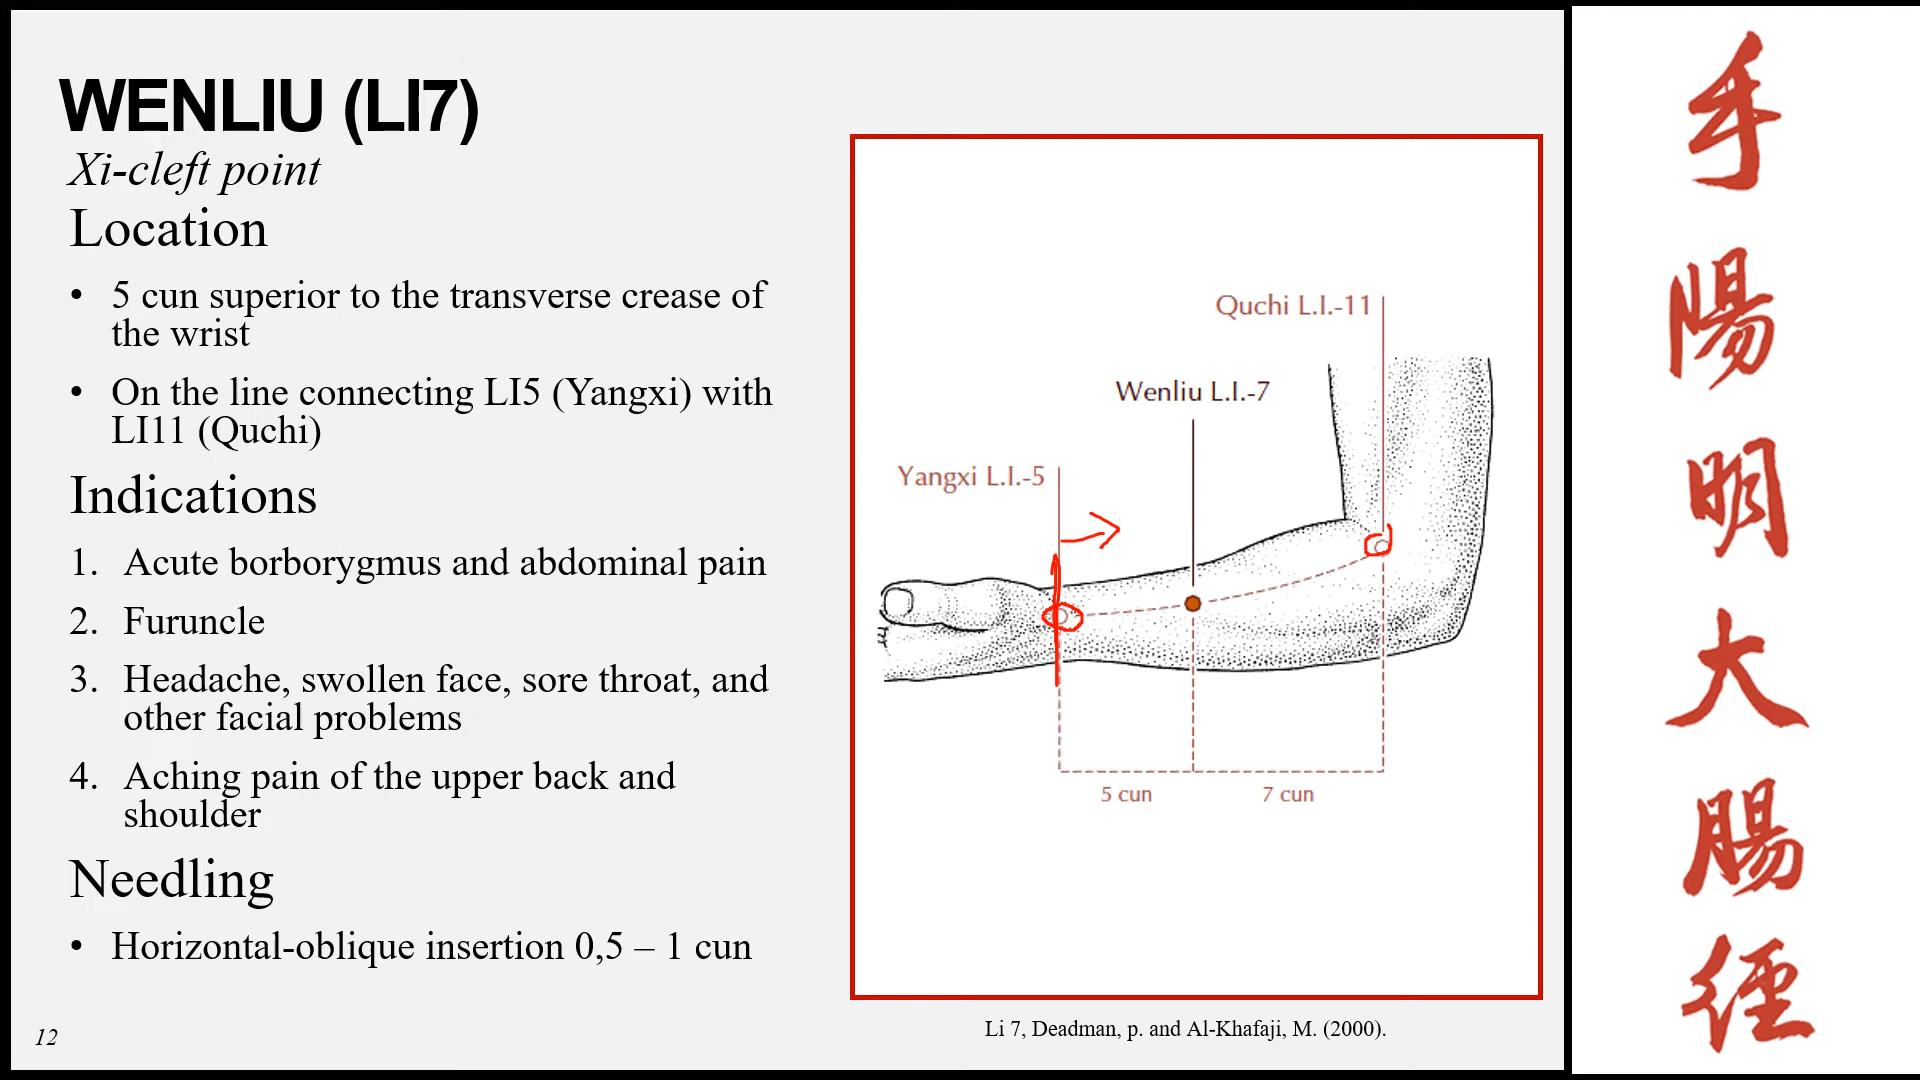 WENLIU (LI7)
Xi-cleft point
Location
• 5 cun superior to the transverse crease of
the wrist
• On the line connecting LI5 (Yangxi) with
LI11 (Quchi)
Indications
1. Acute borborygmus and abdominal pain
2. Furuncle
3. Headache, swollen face, sore throat, and
other facial problems
4. Aching pain of the upper back and
shoulder
Needling
• Horizontal-oblique insertion 0,5 – 1 cun
12
Quchi L.I.-11
Wenliu L.I.-7
Yangxi L.I.-5
5 cun
7 cun
Li 7, Deadman, p. and Al-Khafaji, M. (2000).
手
陽
明
大
腸
經